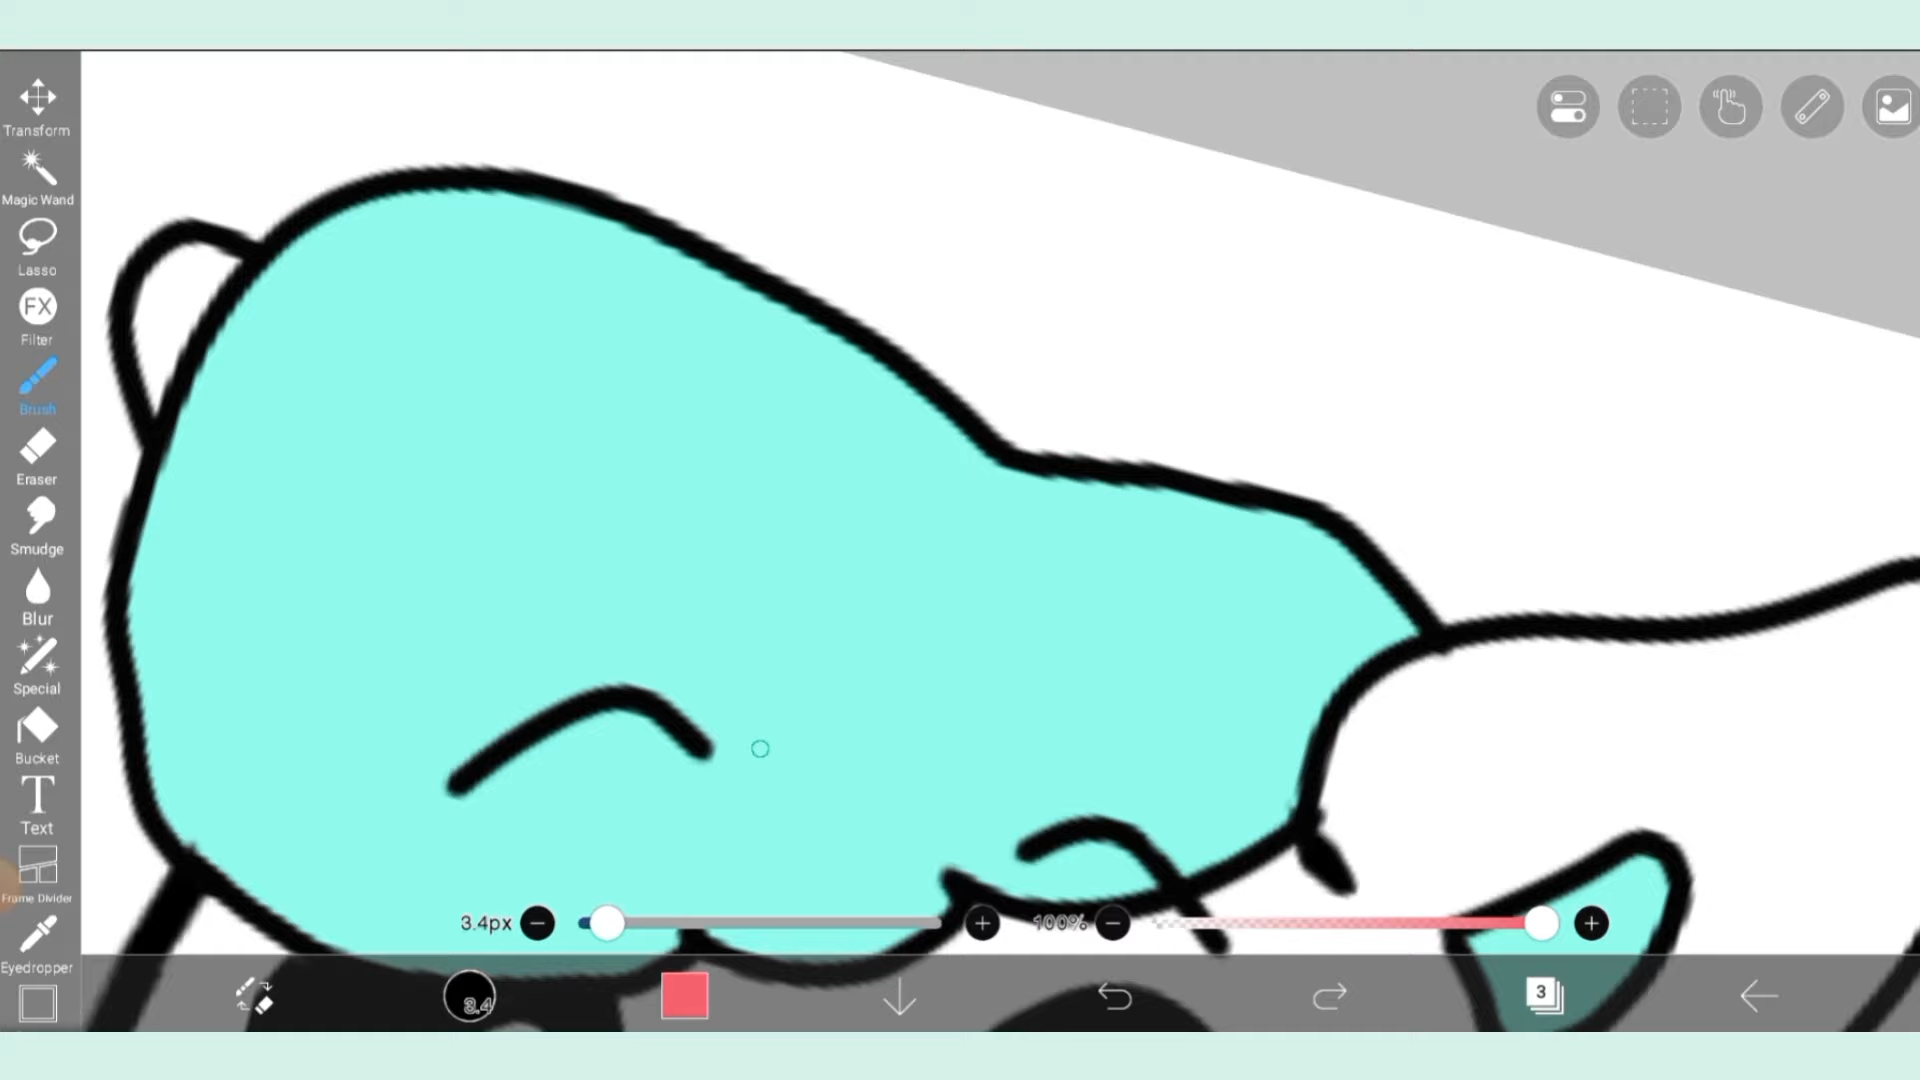 Transform
Magic Wand
Lasso
FX
Filter
Brush
Eraser
Smudge
Blur
Special
Bucket
T
Text
Frame Divider
Eyedropper
3.4px
100%
3.4
3